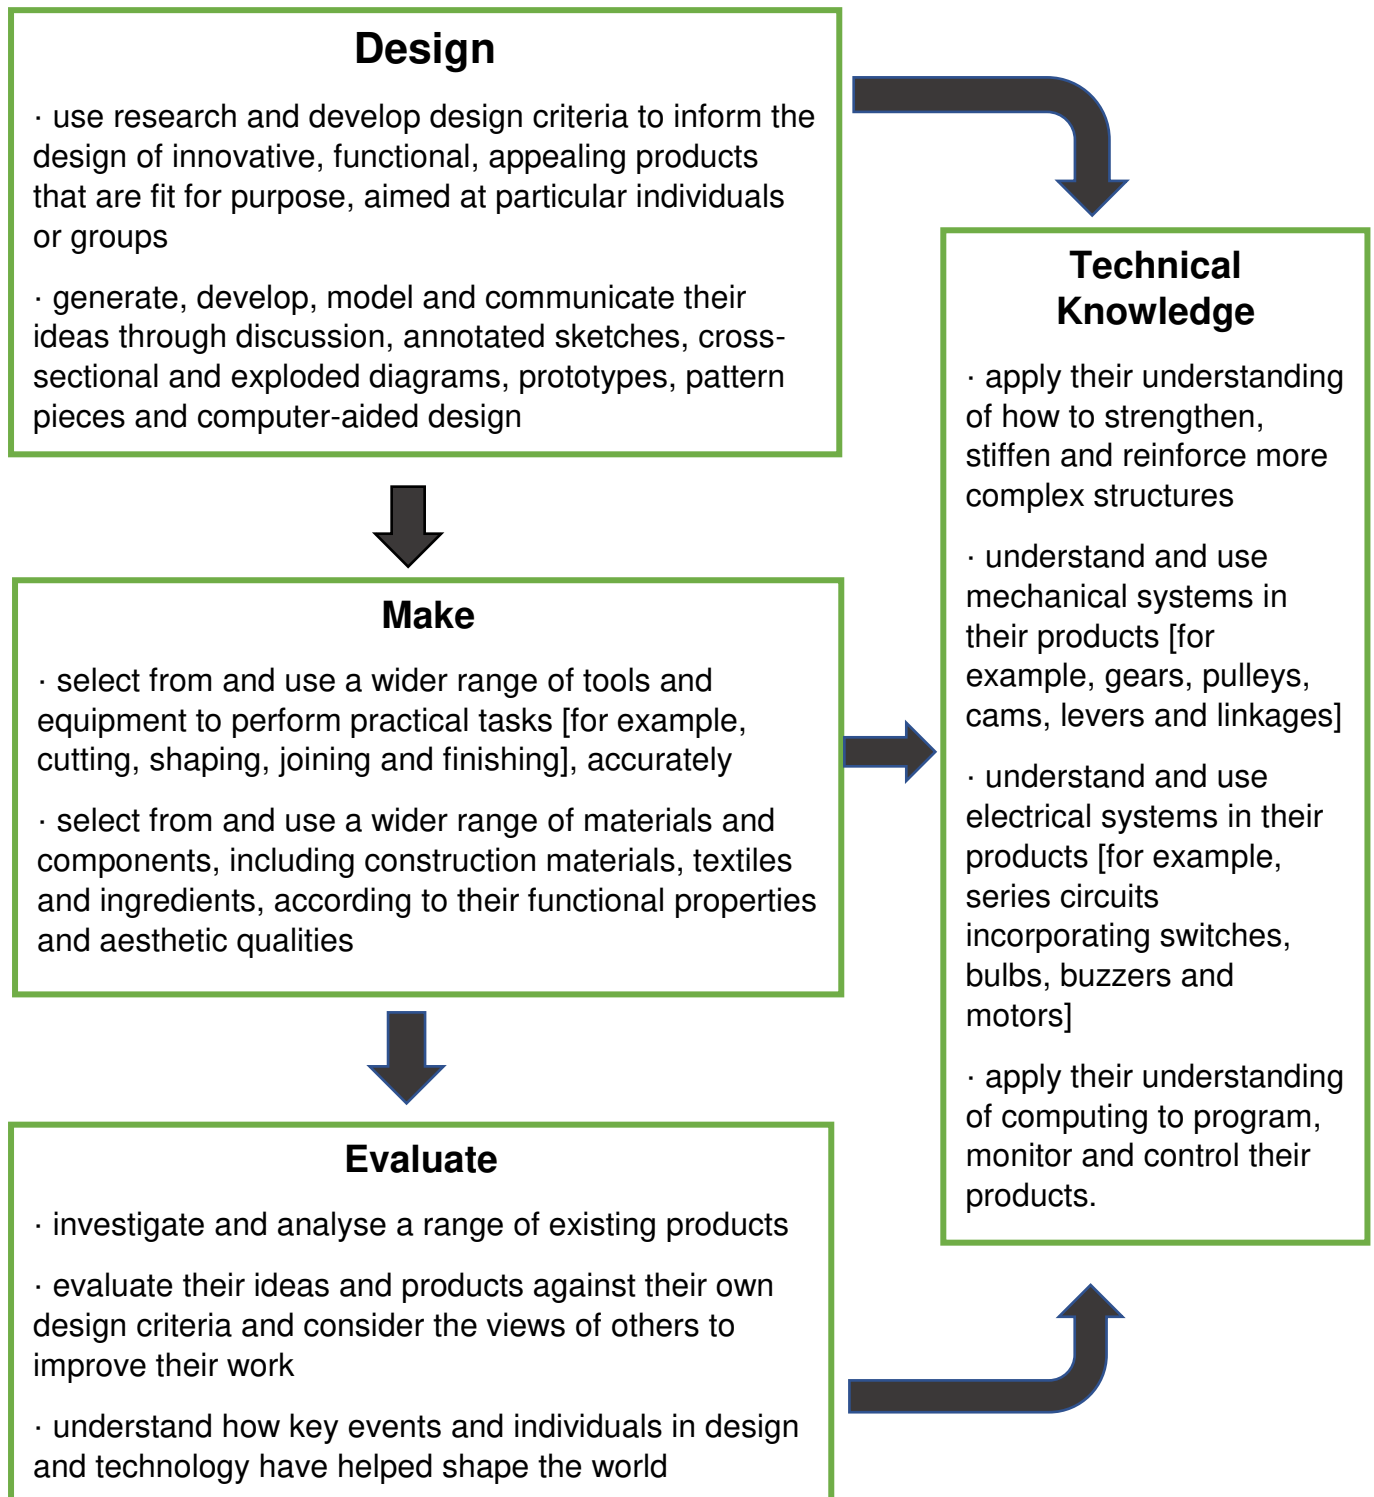 Design
· use research and develop design criteria to inform the
design of innovative, functional, appealing products
that are fit for purpose, aimed at particular individuals
or groups
· generate, develop, model and communicate their
ideas through discussion, annotated sketches, cross-
sectional and exploded diagrams, prototypes, pattern
pieces and computer-aided design
Make
· select from and use a wider range of tools and
equipment to perform practical tasks [for example,
cutting, shaping, joining and finishing], accurately
· select from and use a wider range of materials and
components, including construction materials, textiles
and ingredients, according to their functional properties
and aesthetic qualities
Evaluate
· investigate and analyse a range of existing products
· evaluate their ideas and products against their own
design criteria and consider the views of others to
improve their work
· understand how key events and individuals in design
and technology have helped shape the world
Technical
Knowledge
· apply their understanding
of how to strengthen,
stiffen and reinforce more
complex structures
· understand and use
mechanical systems in
their products [for
example, gears, pulleys,
cams, levers and linkages]
· understand and use
electrical systems in their
products [for example,
series circuits
incorporating switches,
bulbs, buzzers and
motors]
· apply their understanding
of computing to program,
monitor and control their
products.